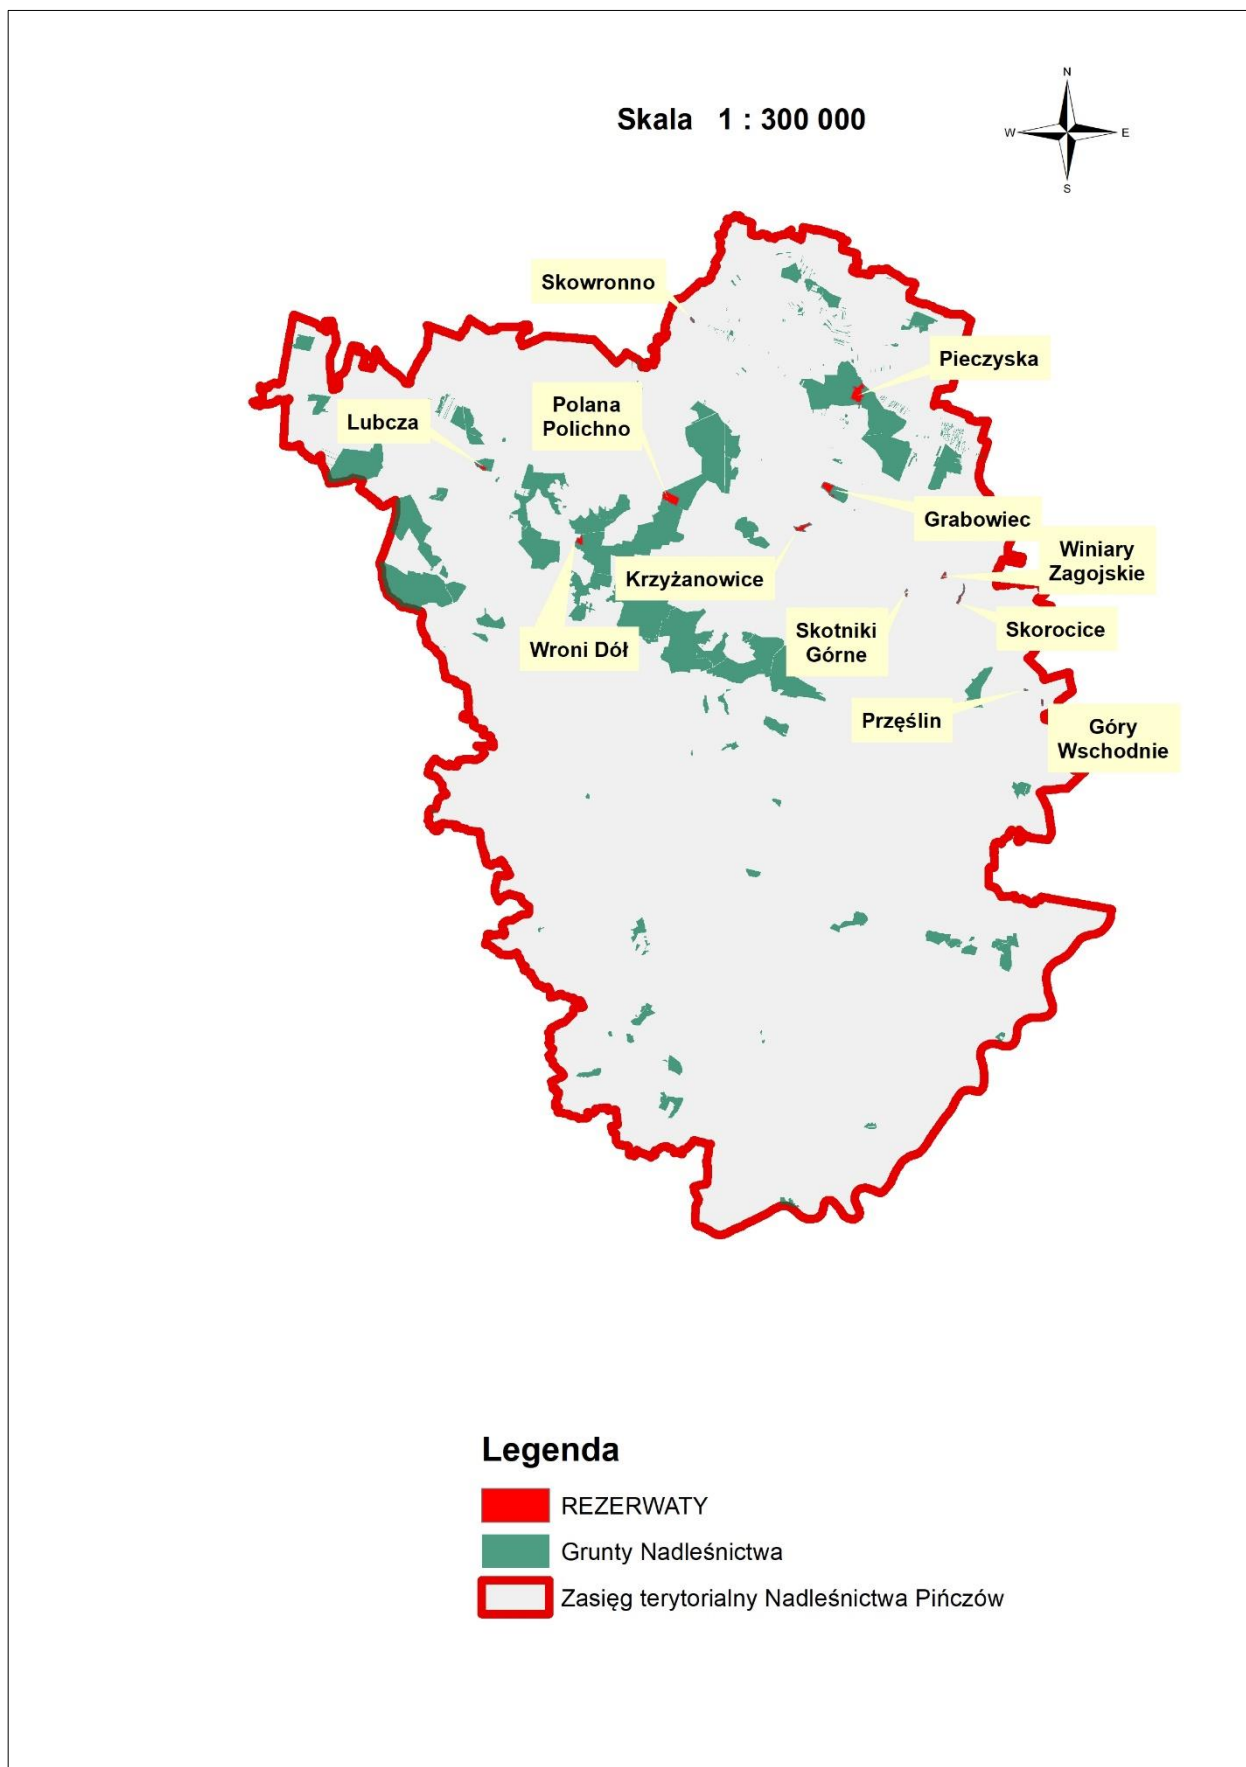 N
Skala 1 : 300 000
W
E
S
Skowronno
Pieczyska
Polana
Polichno
Lubcza
Grabowiec
Winiary
Zagojskie
Krzyżanowice
Skotniki
Górne
Skorocice
Wroni Dół
Przęślin
Góry
Wschodnie
Legenda
REZERWATY
Grunty Nadleśnictwa
Zasięg terytorialny Nadleśnictwa Pińczów